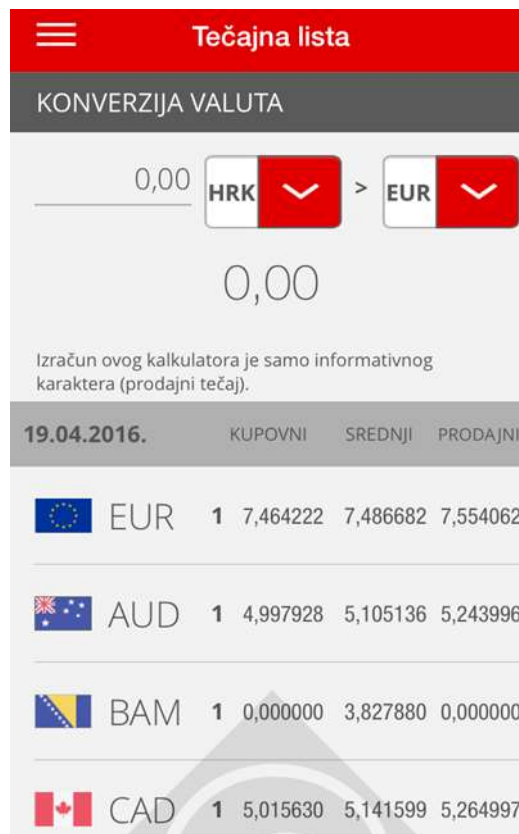 Tečajna lista
KONVERZIJA VALUTA
0,00 HRK > EUR
0,00
Izračun ovog kalkulatora je samo informativnog
karaktera (prodajni tečaj).
19.04.2016. KUPOVNI SREDNJI PRODAJNI
EUR 1 7,464222 7,486682 7,554062
AUD 1 4,997928 5,105136 5,243996
BAM 1 0,000000 3,827880 0,000000
CAD 1 5,015630 5,141599 5,264997